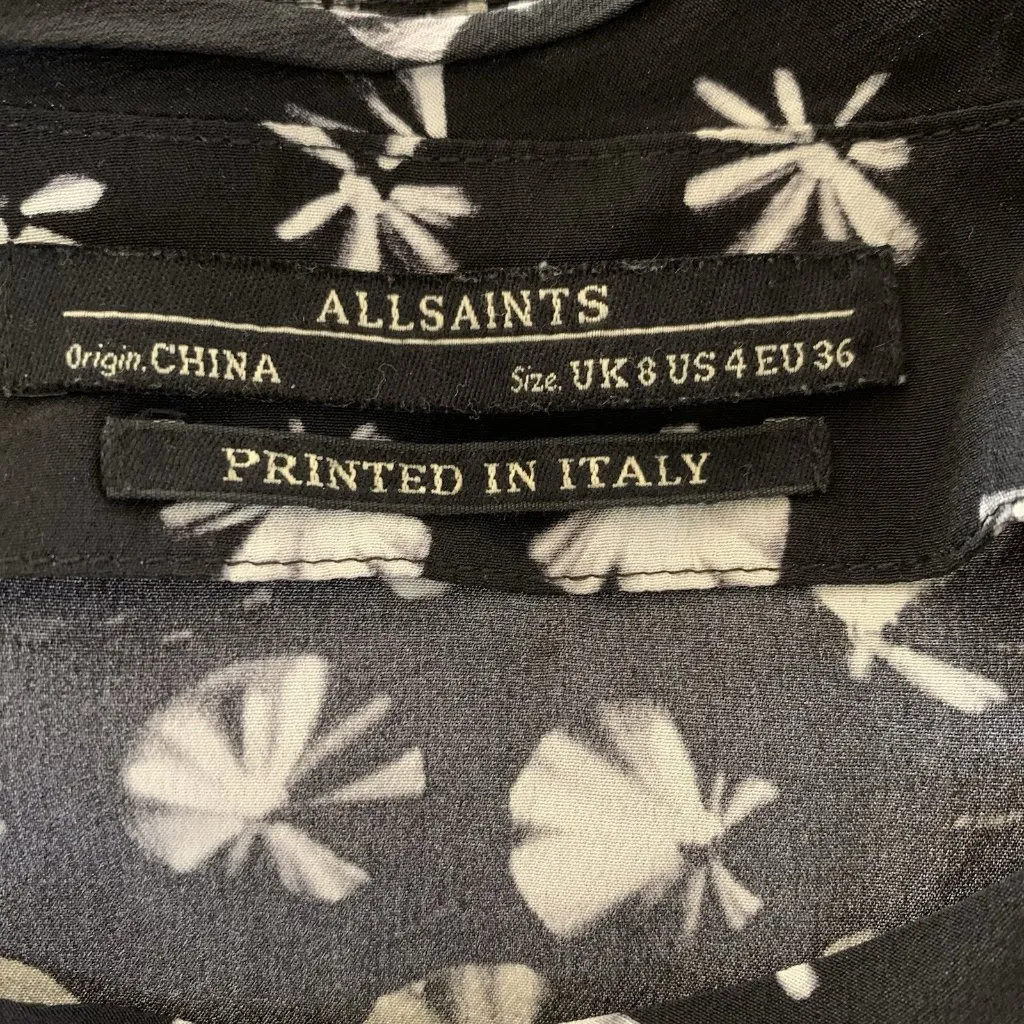 ALLSAINTS
Origin. CHINA Size. UK 8 US 4 EU 36
PRINTED IN ITALY